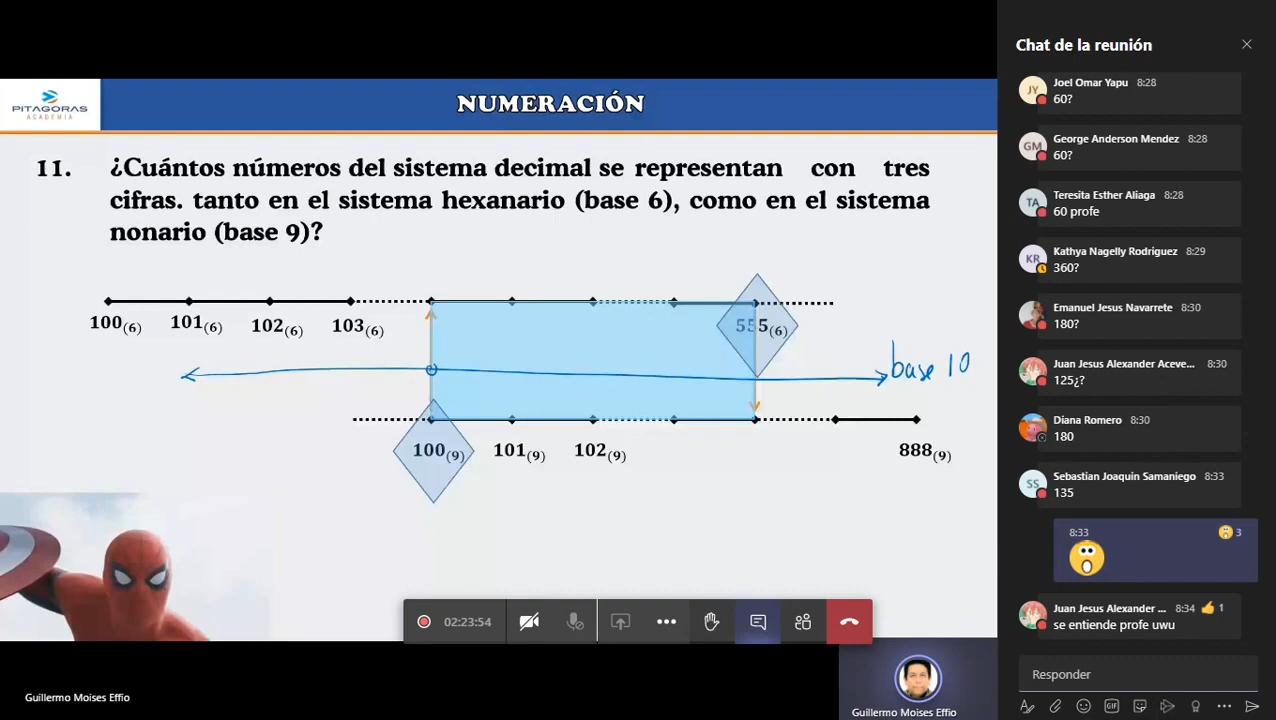 PITAGORAS
ACADEMIA
NUMERACIÓN
11. ¿Cuántos números del sistema decimal se representan con tres
cifras. tanto en el sistema hexanario (base 6), como en el sistema
nonario (base 9)?
100(6) 101(6) 102(6) 103(6) 555(6)
base 10
100(9) 101(9) 102(9) 888(9)
02:23:54
Guillermo Moises Effio
Guillermo Moises Effio
Chat de la reunión
JY Joel Omar Yapu 8:28
60?
GM George Anderson Mendez 8:28
60?
TA Teresita Esther Aliaga 8:28
60 profe
KR Kathya Nagelly Rodriguez 8:29
360?
Emanuel Jesus Navarrete 8:30
180?
Juan Jesus Alexander Aceve... 8:30
125¿?
Diana Romero 8:30
180
SS Sebastian Joaquin Samaniego 8:33
135
8:33 3
Juan Jesus Alexander ... 8:34 1
se entiende profe uwu
Responder
GIF